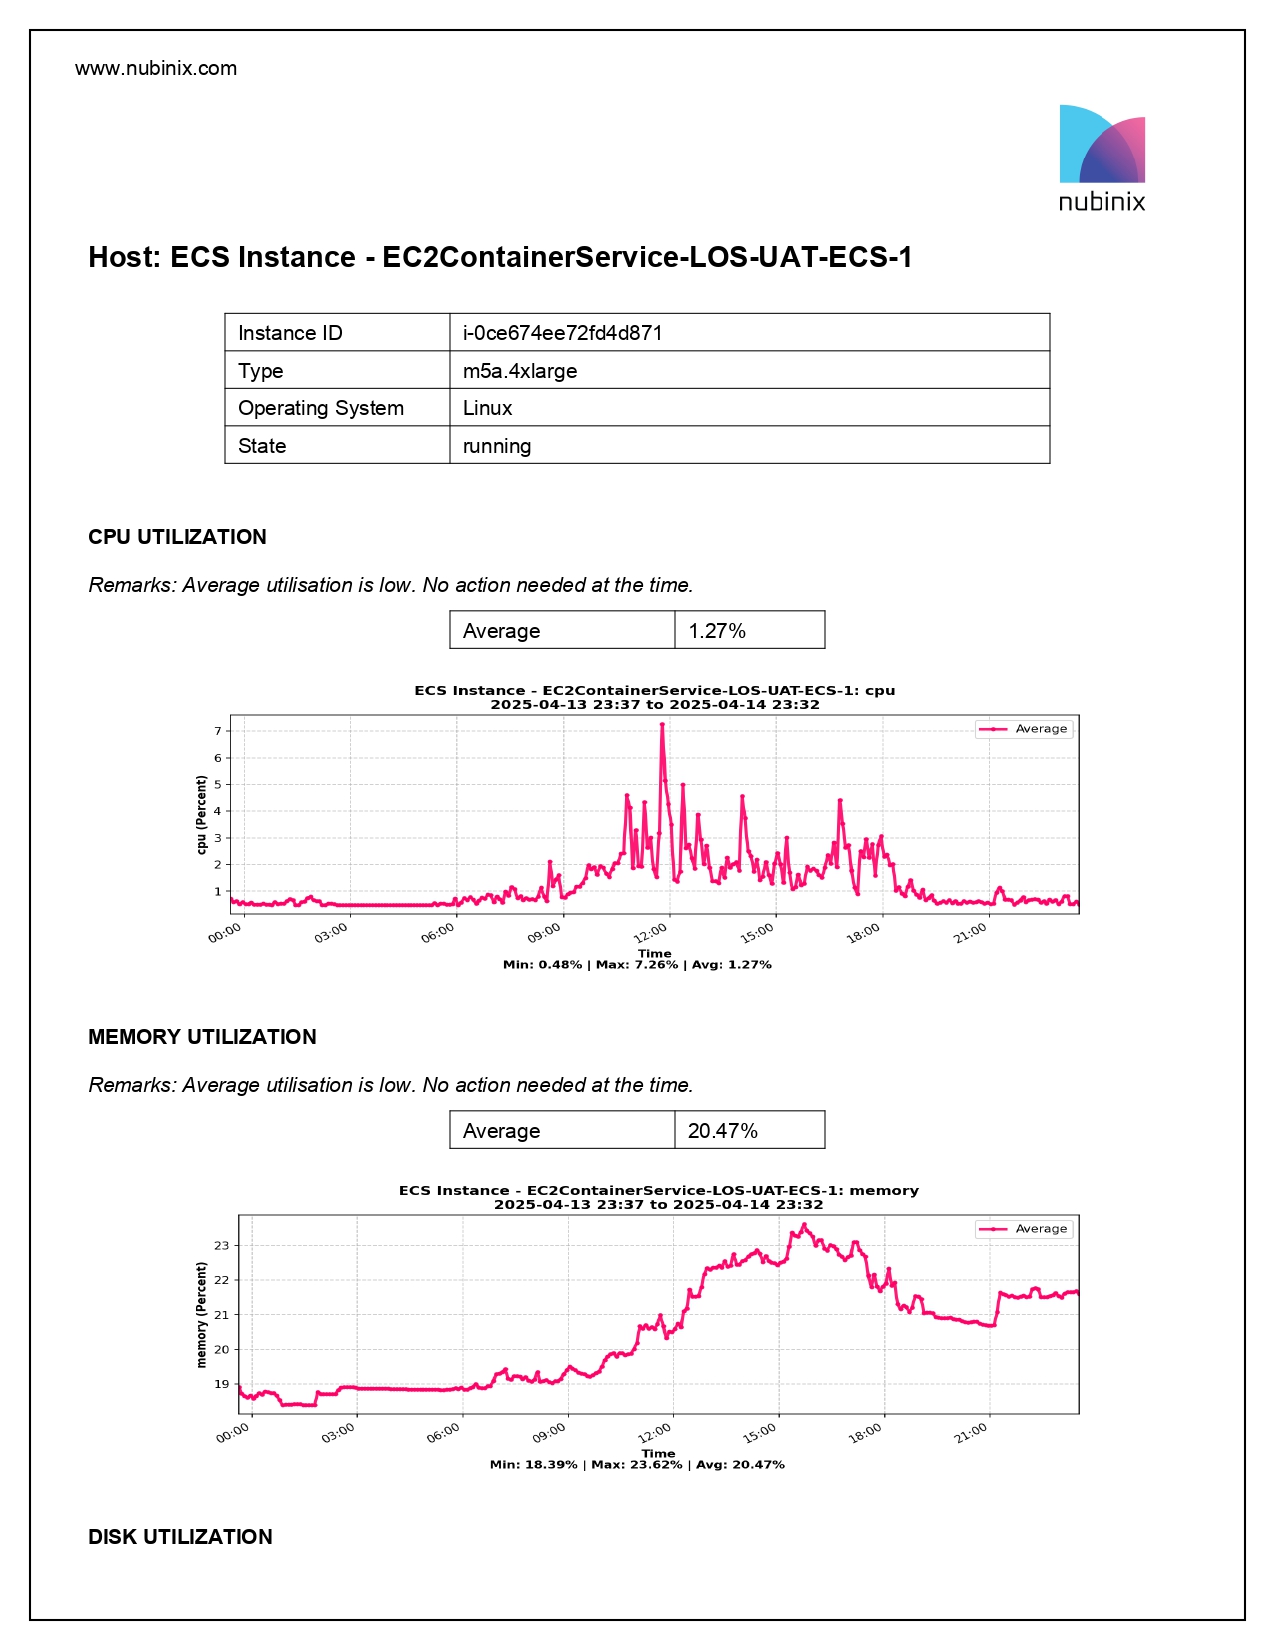 www.nubinix.com
nubinix
Host: ECS Instance - EC2ContainerService-LOS-UAT-ECS-1
Instance ID i-0ce674ee72fd4d871
Type m5a.4xlarge
Operating System Linux
State running
CPU UTILIZATION
Remarks: Average utilisation is low. No action needed at the time.
Average 1.27%
ECS Instance - EC2ContainerService-LOS-UAT-ECS-1: cpu
2025-04-13 23:37 to 2025-04-14 23:32
Average
cpu (Percent)
7
6
5
4
3
2
1
00:00 03:00 06:00 09:00 12:00 15:00 18:00 21:00
Time
Min: 0.48% | Max: 7.26% | Avg: 1.27%
MEMORY UTILIZATION
Remarks: Average utilisation is low. No action needed at the time.
Average 20.47%
ECS Instance - EC2ContainerService-LOS-UAT-ECS-1: memory
2025-04-13 23:37 to 2025-04-14 23:32
Average
memory (Percent)
23
22
21
20
19
00:00 03:00 06:00 09:00 12:00 15:00 18:00 21:00
Time
Min: 18.39% | Max: 23.62% | Avg: 20.47%
DISK UTILIZATION